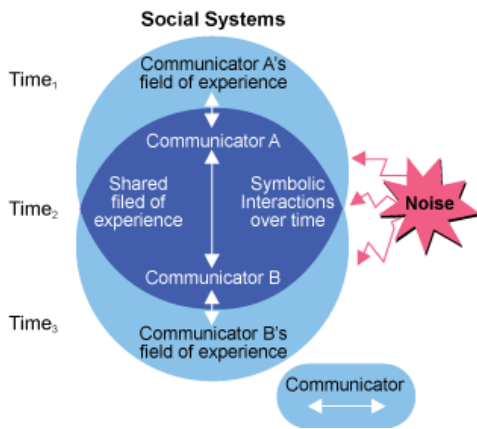 Social Systems
Time₁
Communicator A's
field of experience
Communicator A
Shared
filed of
experience
Symbolic
Interactions
over time
Time₂
Noise
Communicator B
Time₃
Communicator B's
field of experience
Communicator